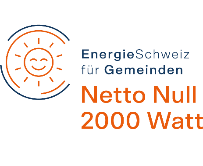 EnergieSchweiz
für Gemeinden
Netto Null
2000 Watt